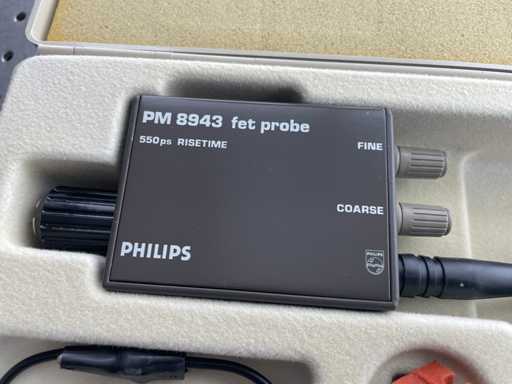 PM 8943 fet probe
550ps RISETIME
FINE
COARSE
PHILIPS